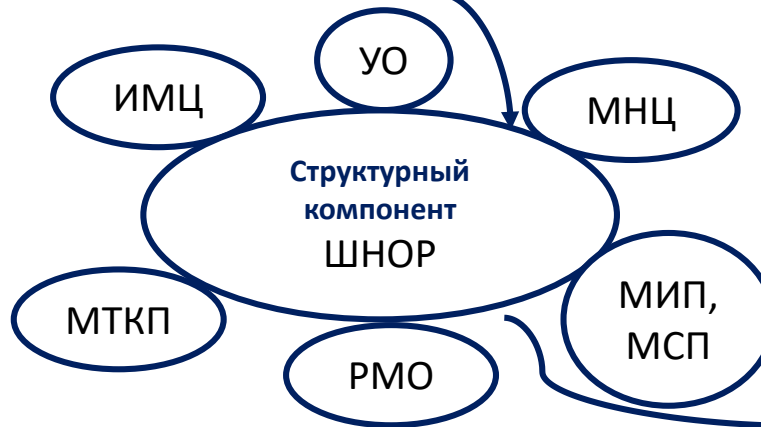 УО
ИМЦ
МНЦ
Структурный
компонент
ШНОР
МТКП
МИП,
МСП
РМО